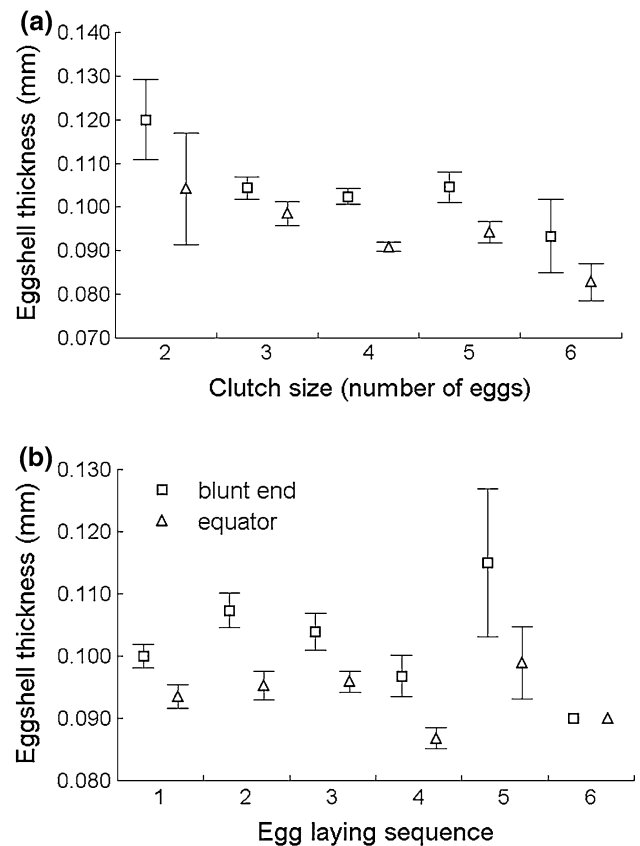 (a)
Eggshell thickness (mm)
0.140
0.130
0.120
0.110
0.100
0.090
0.080
0.070
2 3 4 5 6
Clutch size (number of eggs)
(b)
Eggshell thickness (mm)
0.130
0.120
0.110
0.100
0.090
0.080
blunt end
equator
1 2 3 4 5 6
Egg laying sequence